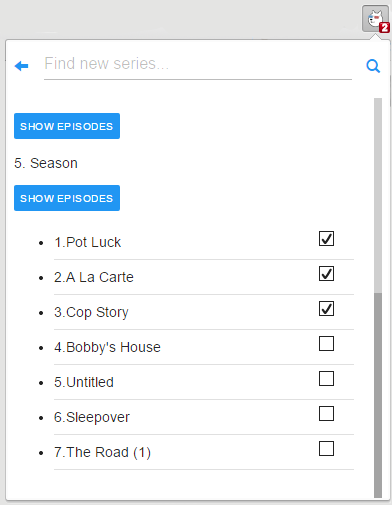 2
Find new series...
SHOW EPISODES
5. Season
SHOW EPISODES
1.Pot Luck
2.A La Carte
3.Cop Story
4.Bobby's House
5.Untitled
6.Sleepover
7.The Road (1)